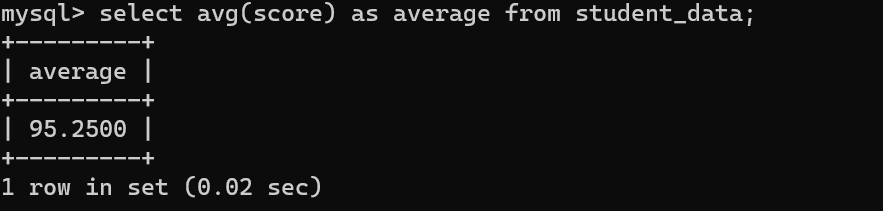 mysql> select avg(score) as average from student_data;
+---------+
| average |
+---------+
| 95.2500 |
+---------+
1 row in set (0.02 sec)